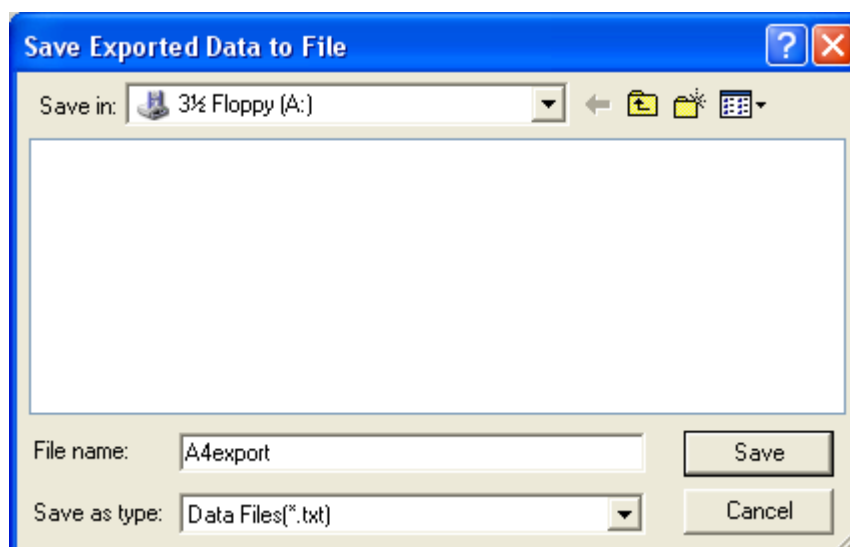 Save Exported Data to File
Save in: 3½ Floppy (A:)
File name: A4export
Save
Save as type: Data Files(*.txt)
Cancel